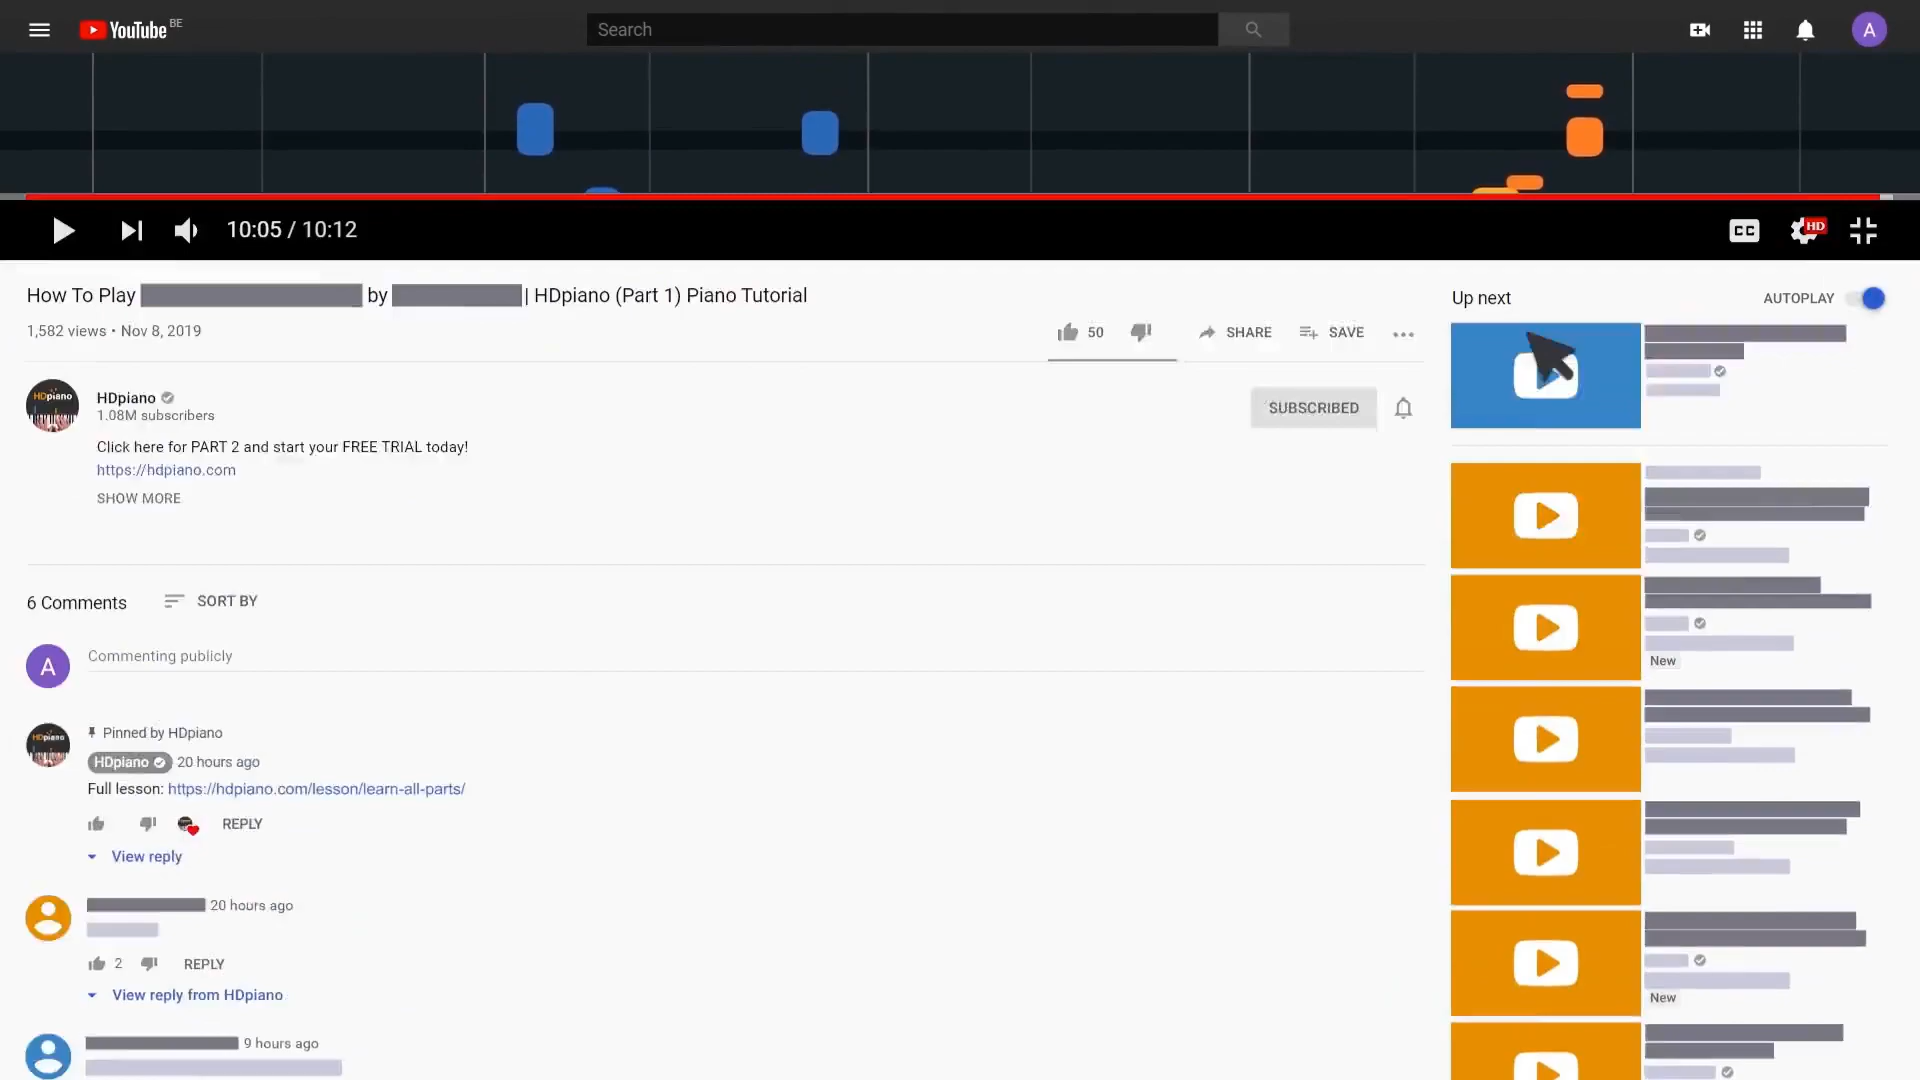 YouTube BE
Search
A
10:05 / 10:12
CC
HD
How To Play by | HDpiano (Part 1) Piano Tutorial
1,582 views • Nov 8, 2019
50
SHARE
SAVE
HDpiano
HDpiano
1.08M subscribers
SUBSCRIBED
Click here for PART 2 and start your FREE TRIAL today!
https://hdpiano.com
SHOW MORE
6 Comments
SORT BY
A
Commenting publicly
HDpiano
Pinned by HDpiano
HDpiano 20 hours ago
Full lesson: https://hdpiano.com/lesson/learn-all-parts/
REPLY
View reply
20 hours ago
2
REPLY
View reply from HDpiano
9 hours ago
Up next
AUTOPLAY
New
New